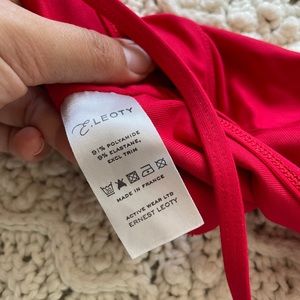 E.LEOTY
91% POLYAMIDE
9% ELASTANE,
EXCL TRIM
MADE IN FRANCE
ACTIVE WEAR LTD
ERNEST LEOTY